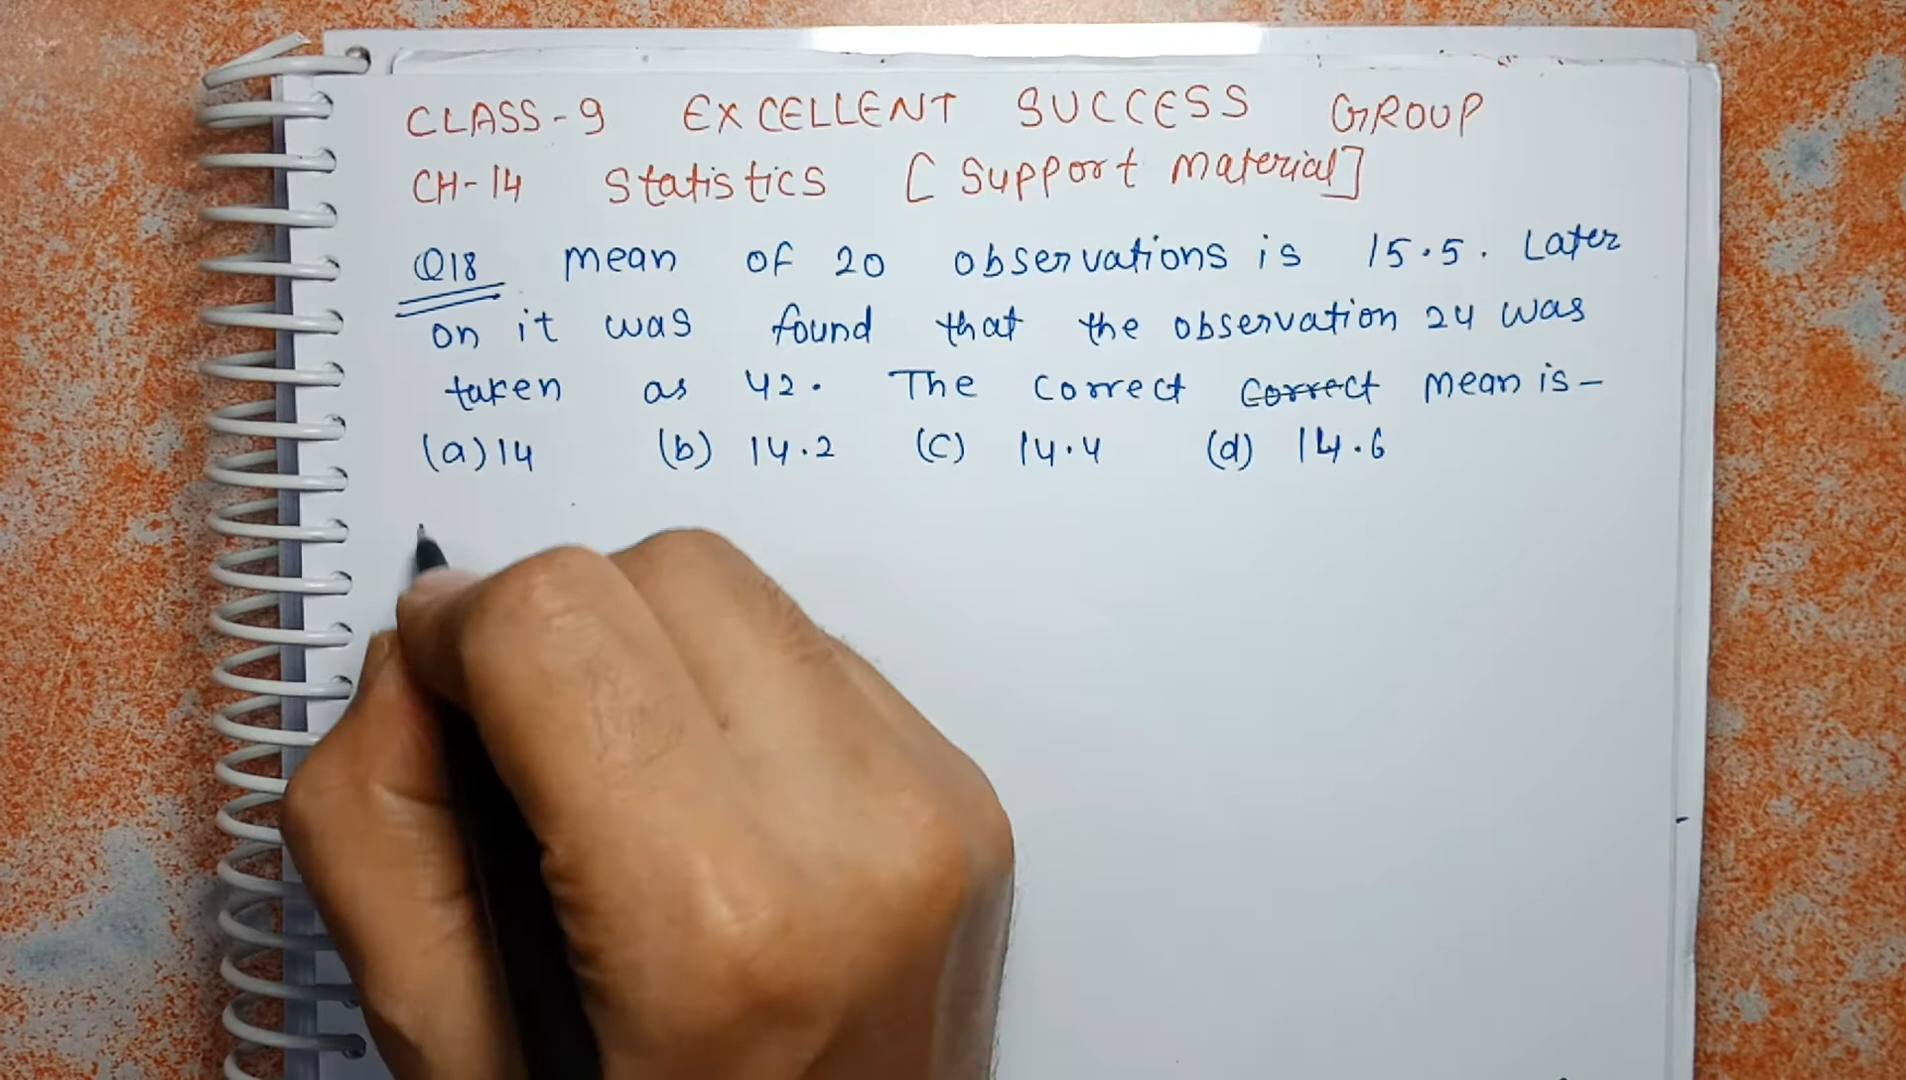 CLASS-9 EXCELLENT SUCCESS GROUP
CH-14 Statistics [Support Material]
Q18 mean of 20 observations is 15.5. Later
on it was found that the observation 24 was
taken as 42. The correct correct mean is-
(a) 14 (b) 14.2 (c) 14.4 (d) 14.6